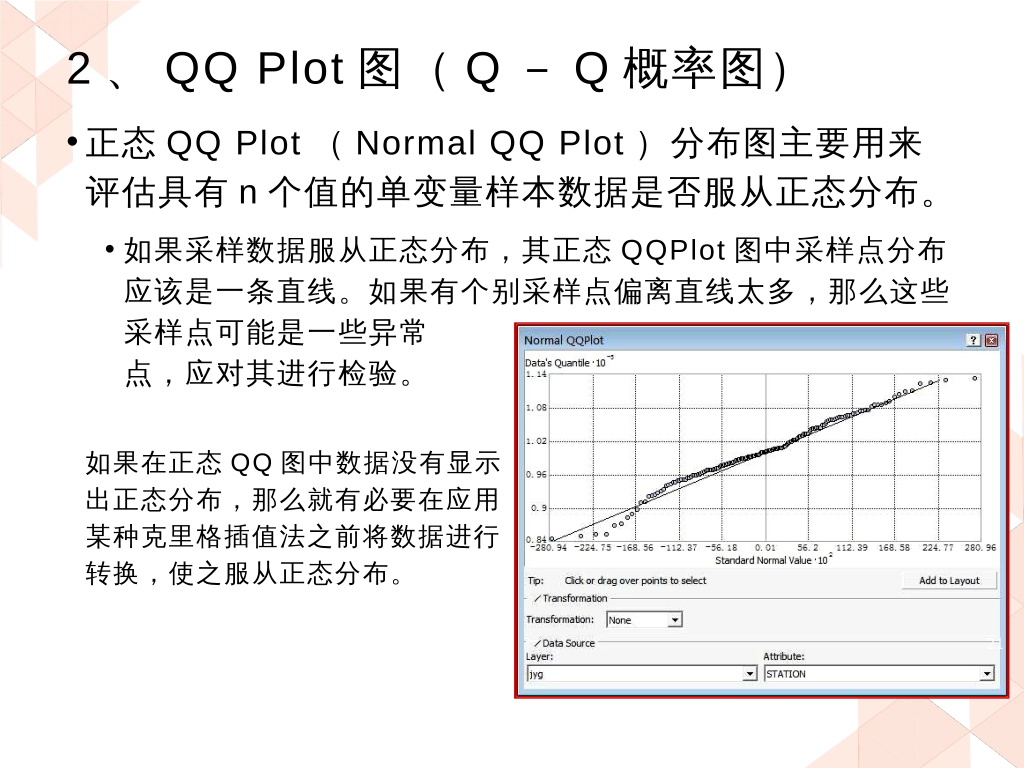 2 、 QQ Plot 图 （ Q － Q 概率图）
•正态 QQ Plot （ Normal QQ Plot ） 分布图主要用来
评估具有 n 个值的单变量样本数据是否服从正态分布。
•如果采样数据服从正态分布，其正态 QQPlot 图中采样点分布
应该是一条直线。如果有个别采样点偏离直线太多，那么这些
采样点可能是一些异常
点，应对其进行检验。
如果在正态 QQ 图中数据没有显示
出正态分布，那么就有必要在应用
某种克里格插值法之前将数据进行
转换，使之服从正态分布。
Normal QQPlot
Data's Quantile · 10⁻³
1.14
1.08
1.02
0.96
0.9
0.84
-280.94 -224.75 -168.56 -112.37 -56.18 0.01 56.2 112.39 168.58 224.77 280.96
Standard Normal Value · 10²
Tip: Click or drag over points to select
Add to Layout
Transformation
Transformation: None
Data Source
Layer: Attribute:
jyg STATION